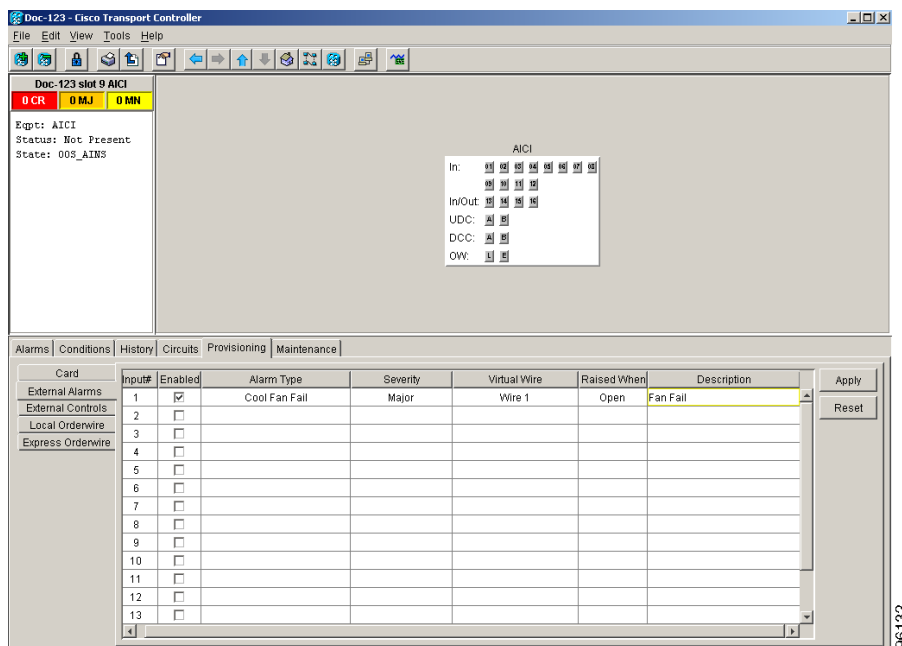 Doc-123 - Cisco Transport Controller
File Edit View Tools Help
Doc-123 slot 9 AICI
0 CR 0 MJ 0 MN
Eqpt: AICI
Status: Not Present
State: OOS_AINS
AICI
In: 01 02 03 04 05 06 07 08
09 10 11 12
In/Out: 13 14 15 16
UDC: A B
DCC: A B
OW: L E
Alarms Conditions History Circuits Provisioning Maintenance
Card
External Alarms
External Controls
Local Orderwire
Express Orderwire
Input# Enabled Alarm Type Severity Virtual Wire Raised When Description
1 Cool Fan Fail Major Wire 1 Open Fan Fail
2
3
4
5
6
7
8
9
10
11
12
13
Apply
Reset
96132